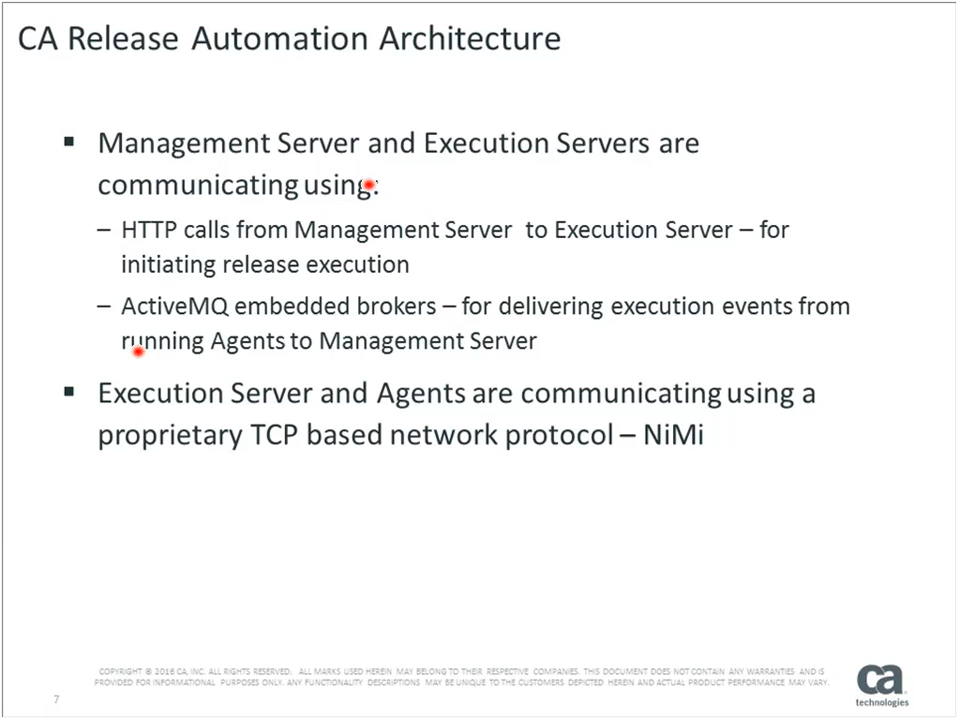 CA Release Automation Architecture
▪ Management Server and Execution Servers are
communicating using:
– HTTP calls from Management Server to Execution Server – for
initiating release execution
– ActiveMQ embedded brokers – for delivering execution events from
running Agents to Management Server
▪ Execution Server and Agents are communicating using a
proprietary TCP based network protocol – NiMi
COPYRIGHT © 2016 CA, INC. ALL RIGHTS RESERVED. ALL MARKS USED HEREIN MAY BELONG TO THEIR RESPECTIVE COMPANIES. THIS DOCUMENT DOES NOT CONTAIN ANY WARRANTIES AND IS
PROVIDED FOR INFORMATIONAL PURPOSES ONLY. ANY FUNCTIONALITY DESCRIPTIONS MAY BE UNIQUE TO THE CUSTOMERS DEPICTED HEREIN AND ACTUAL PRODUCT PERFORMANCE MAY VARY.
7
ca
technologies